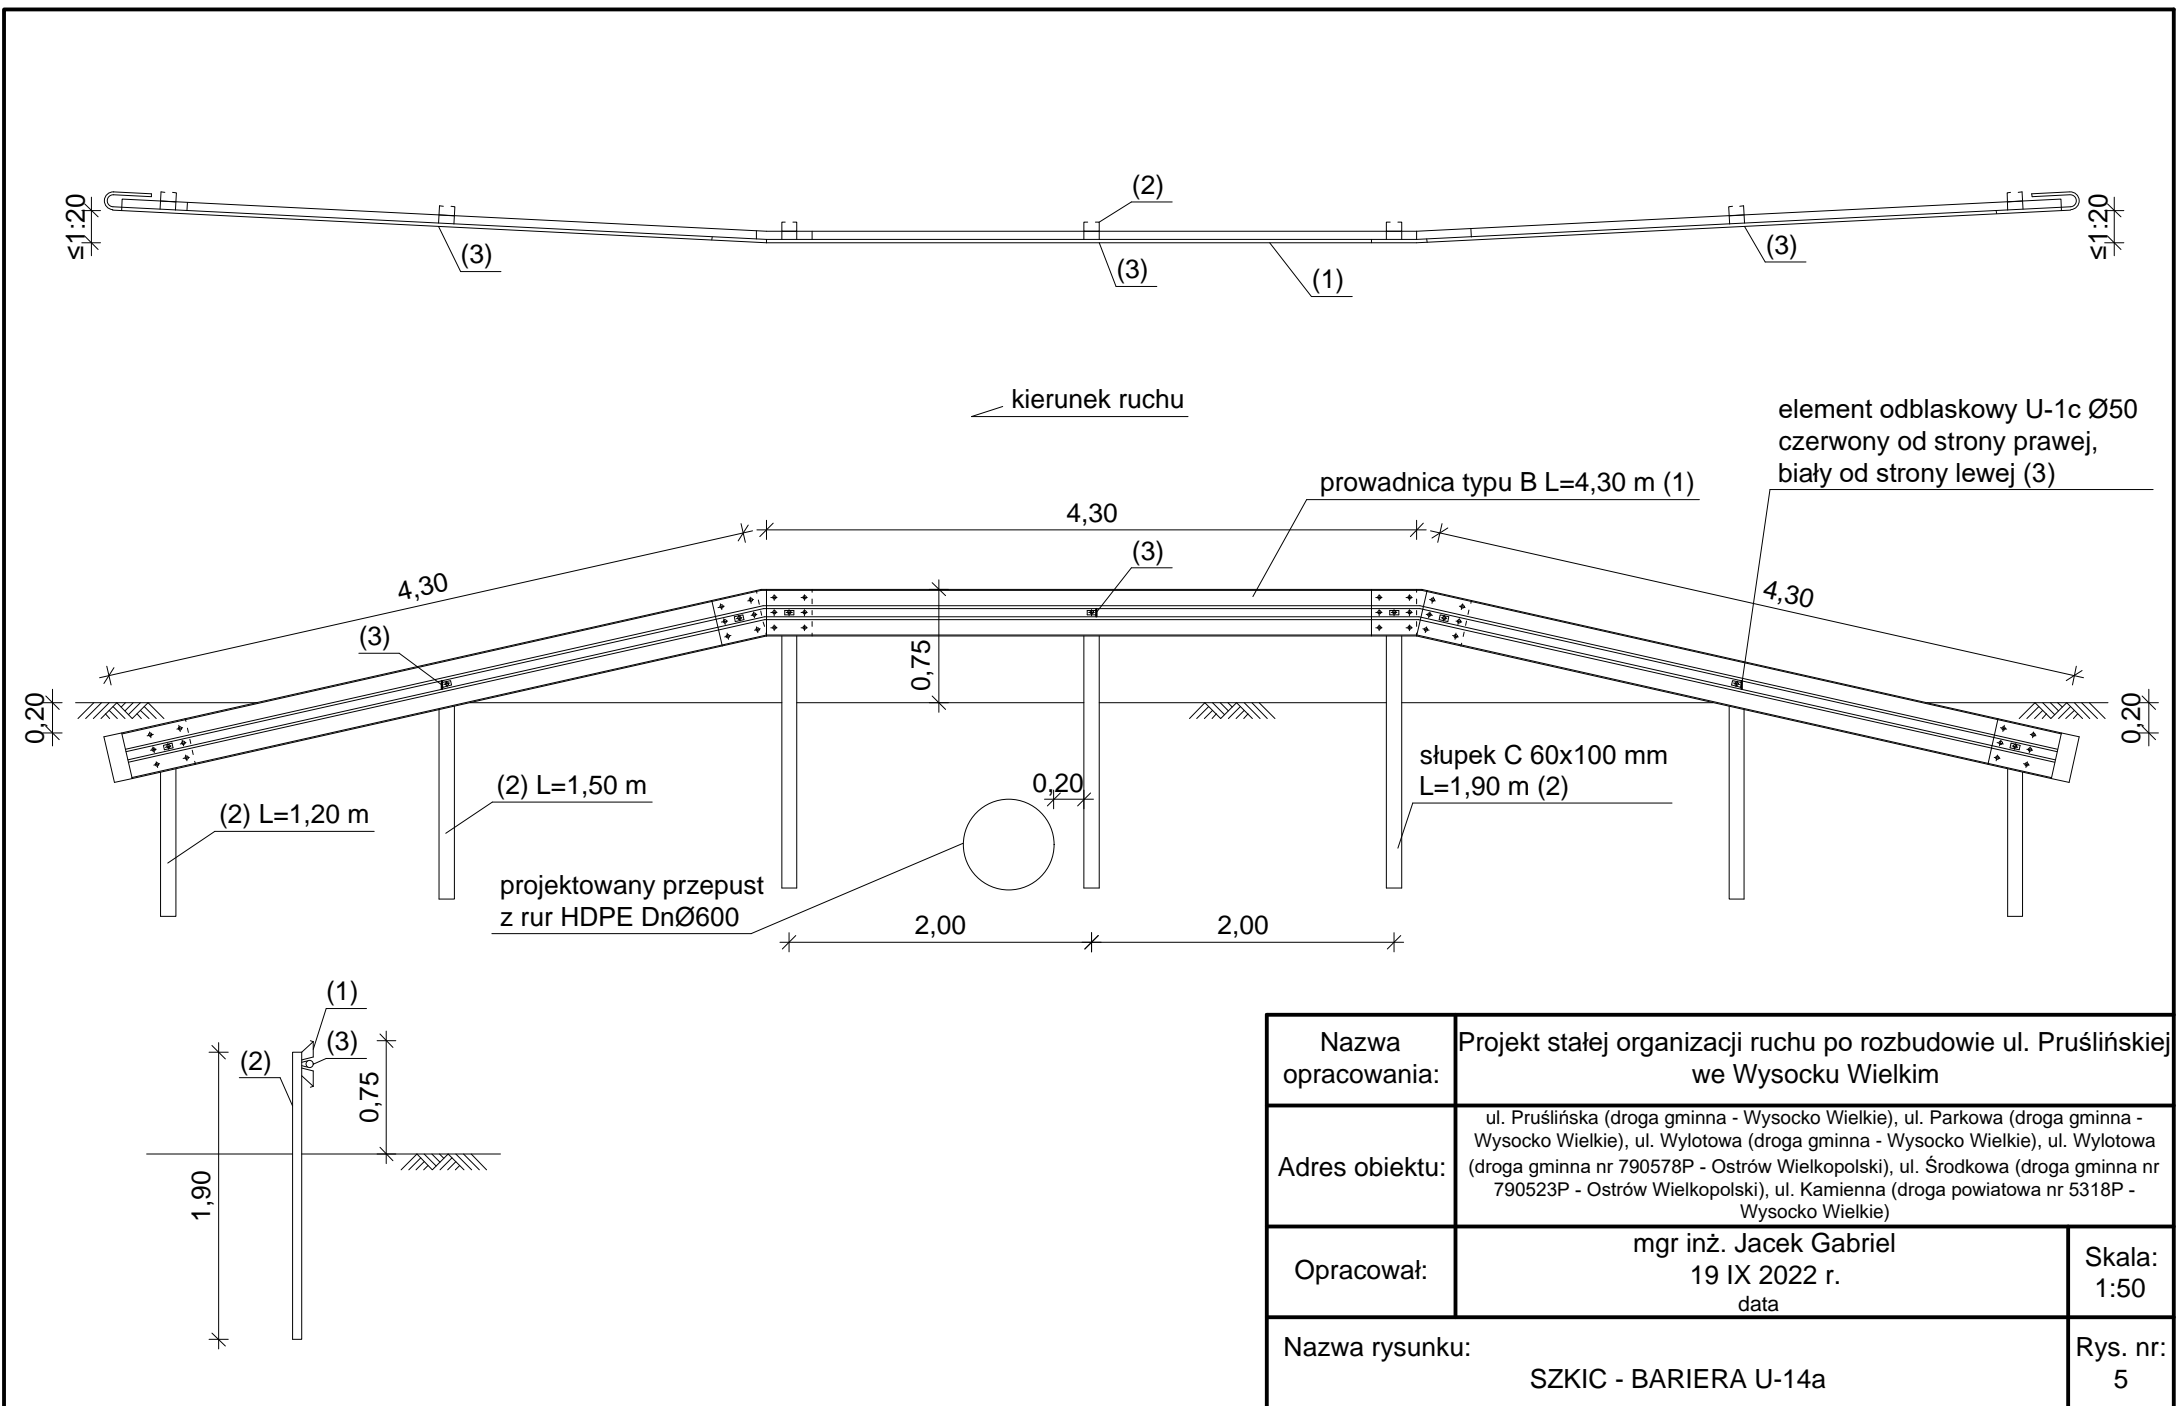 ≤1:20
(3)
(2)
(3)
(1)
(3)
≤1:20
kierunek ruchu
element odblaskowy U-1c Ø50
czerwony od strony prawej,
biały od strony lewej (3)
prowadnica typu B L=4,30 m (1)
4,30
4,30
4,30
(3)
(3)
0,75
0,20
0,20
(2) L=1,20 m
(2) L=1,50 m
0,20
słupek C 60x100 mm
L=1,90 m (2)
projektowany przepust
z rur HDPE DnØ600
2,00
2,00
(1)
(3)
(2)
0,75
1,90
Nazwa
opracowania:
Projekt stałej organizacji ruchu po rozbudowie ul. Pruślińskiej
we Wysocku Wielkim
Adres obiektu:
ul. Pruślińska (droga gminna - Wysocko Wielkie), ul. Parkowa (droga gminna -
Wysocko Wielkie), ul. Wylotowa (droga gminna - Wysocko Wielkie), ul. Wylotowa
(droga gminna nr 790578P - Ostrów Wielkopolski), ul. Środkowa (droga gminna nr
790523P - Ostrów Wielkopolski), ul. Kamienna (droga powiatowa nr 5318P -
Wysocko Wielkie)
Opracował:
mgr inż. Jacek Gabriel
19 IX 2022 r.
data
Skala:
1:50
Nazwa rysunku:
SZKIC - BARIERA U-14a
Rys. nr:
5